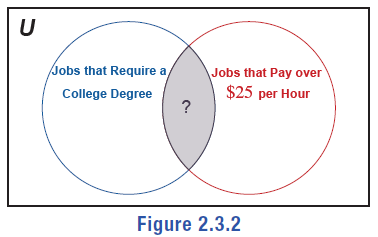 U
Jobs that Require a
College Degree
?
Jobs that Pay over
$25 per Hour
Figure 2.3.2